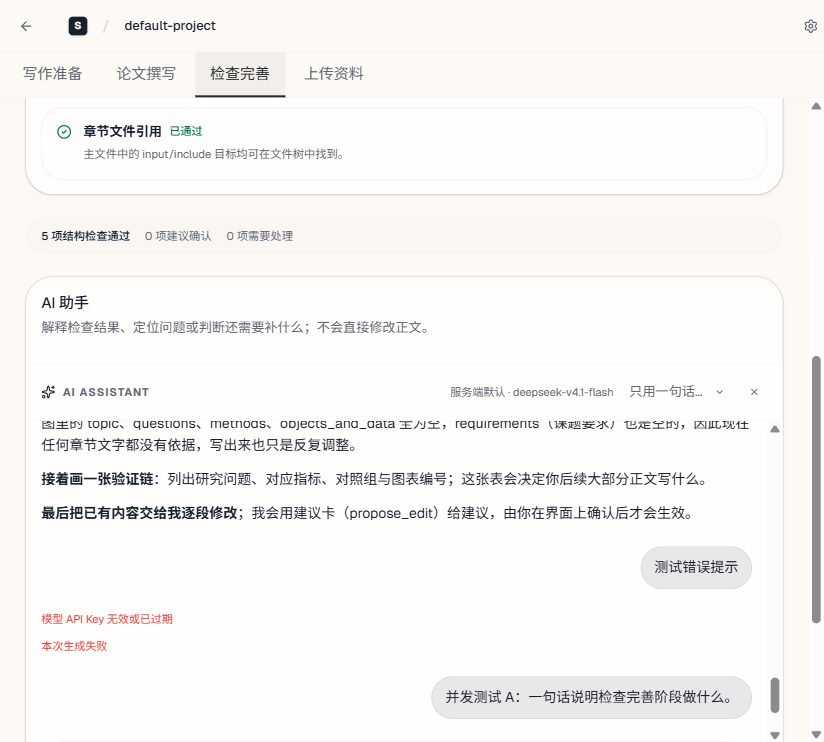 S / default-project
写作准备 论文撰写 检查完善 上传资料
章节文件引用 已通过
主文件中的 input/include 目标均可在文件树中找到。
5 项结构检查通过 0 项建议确认 0 项需要处理
AI 助手
解释检查结果、定位问题或判断还需要补什么；不会直接修改正文。
AI ASSISTANT 服务端默认 · deepseek-v4.1-flash 只用一句话...
图里的 topic、questions、methods、objects_and_data 全为空，requirements（课题要求）也是空的，因此现在
任何章节文字都没有依据，写出来也只是反复调整。
接着画一张验证链：列出研究问题、对应指标、对照组与图表编号；这张表会决定你后续大部分正文写什么。
最后把已有内容交给我逐段修改；我会用建议卡（propose_edit）给建议，由你在界面上确认后才会生效。
测试错误提示
模型 API Key 无效或已过期
本次生成失败
并发测试 A：一句话说明检查完善阶段做什么。